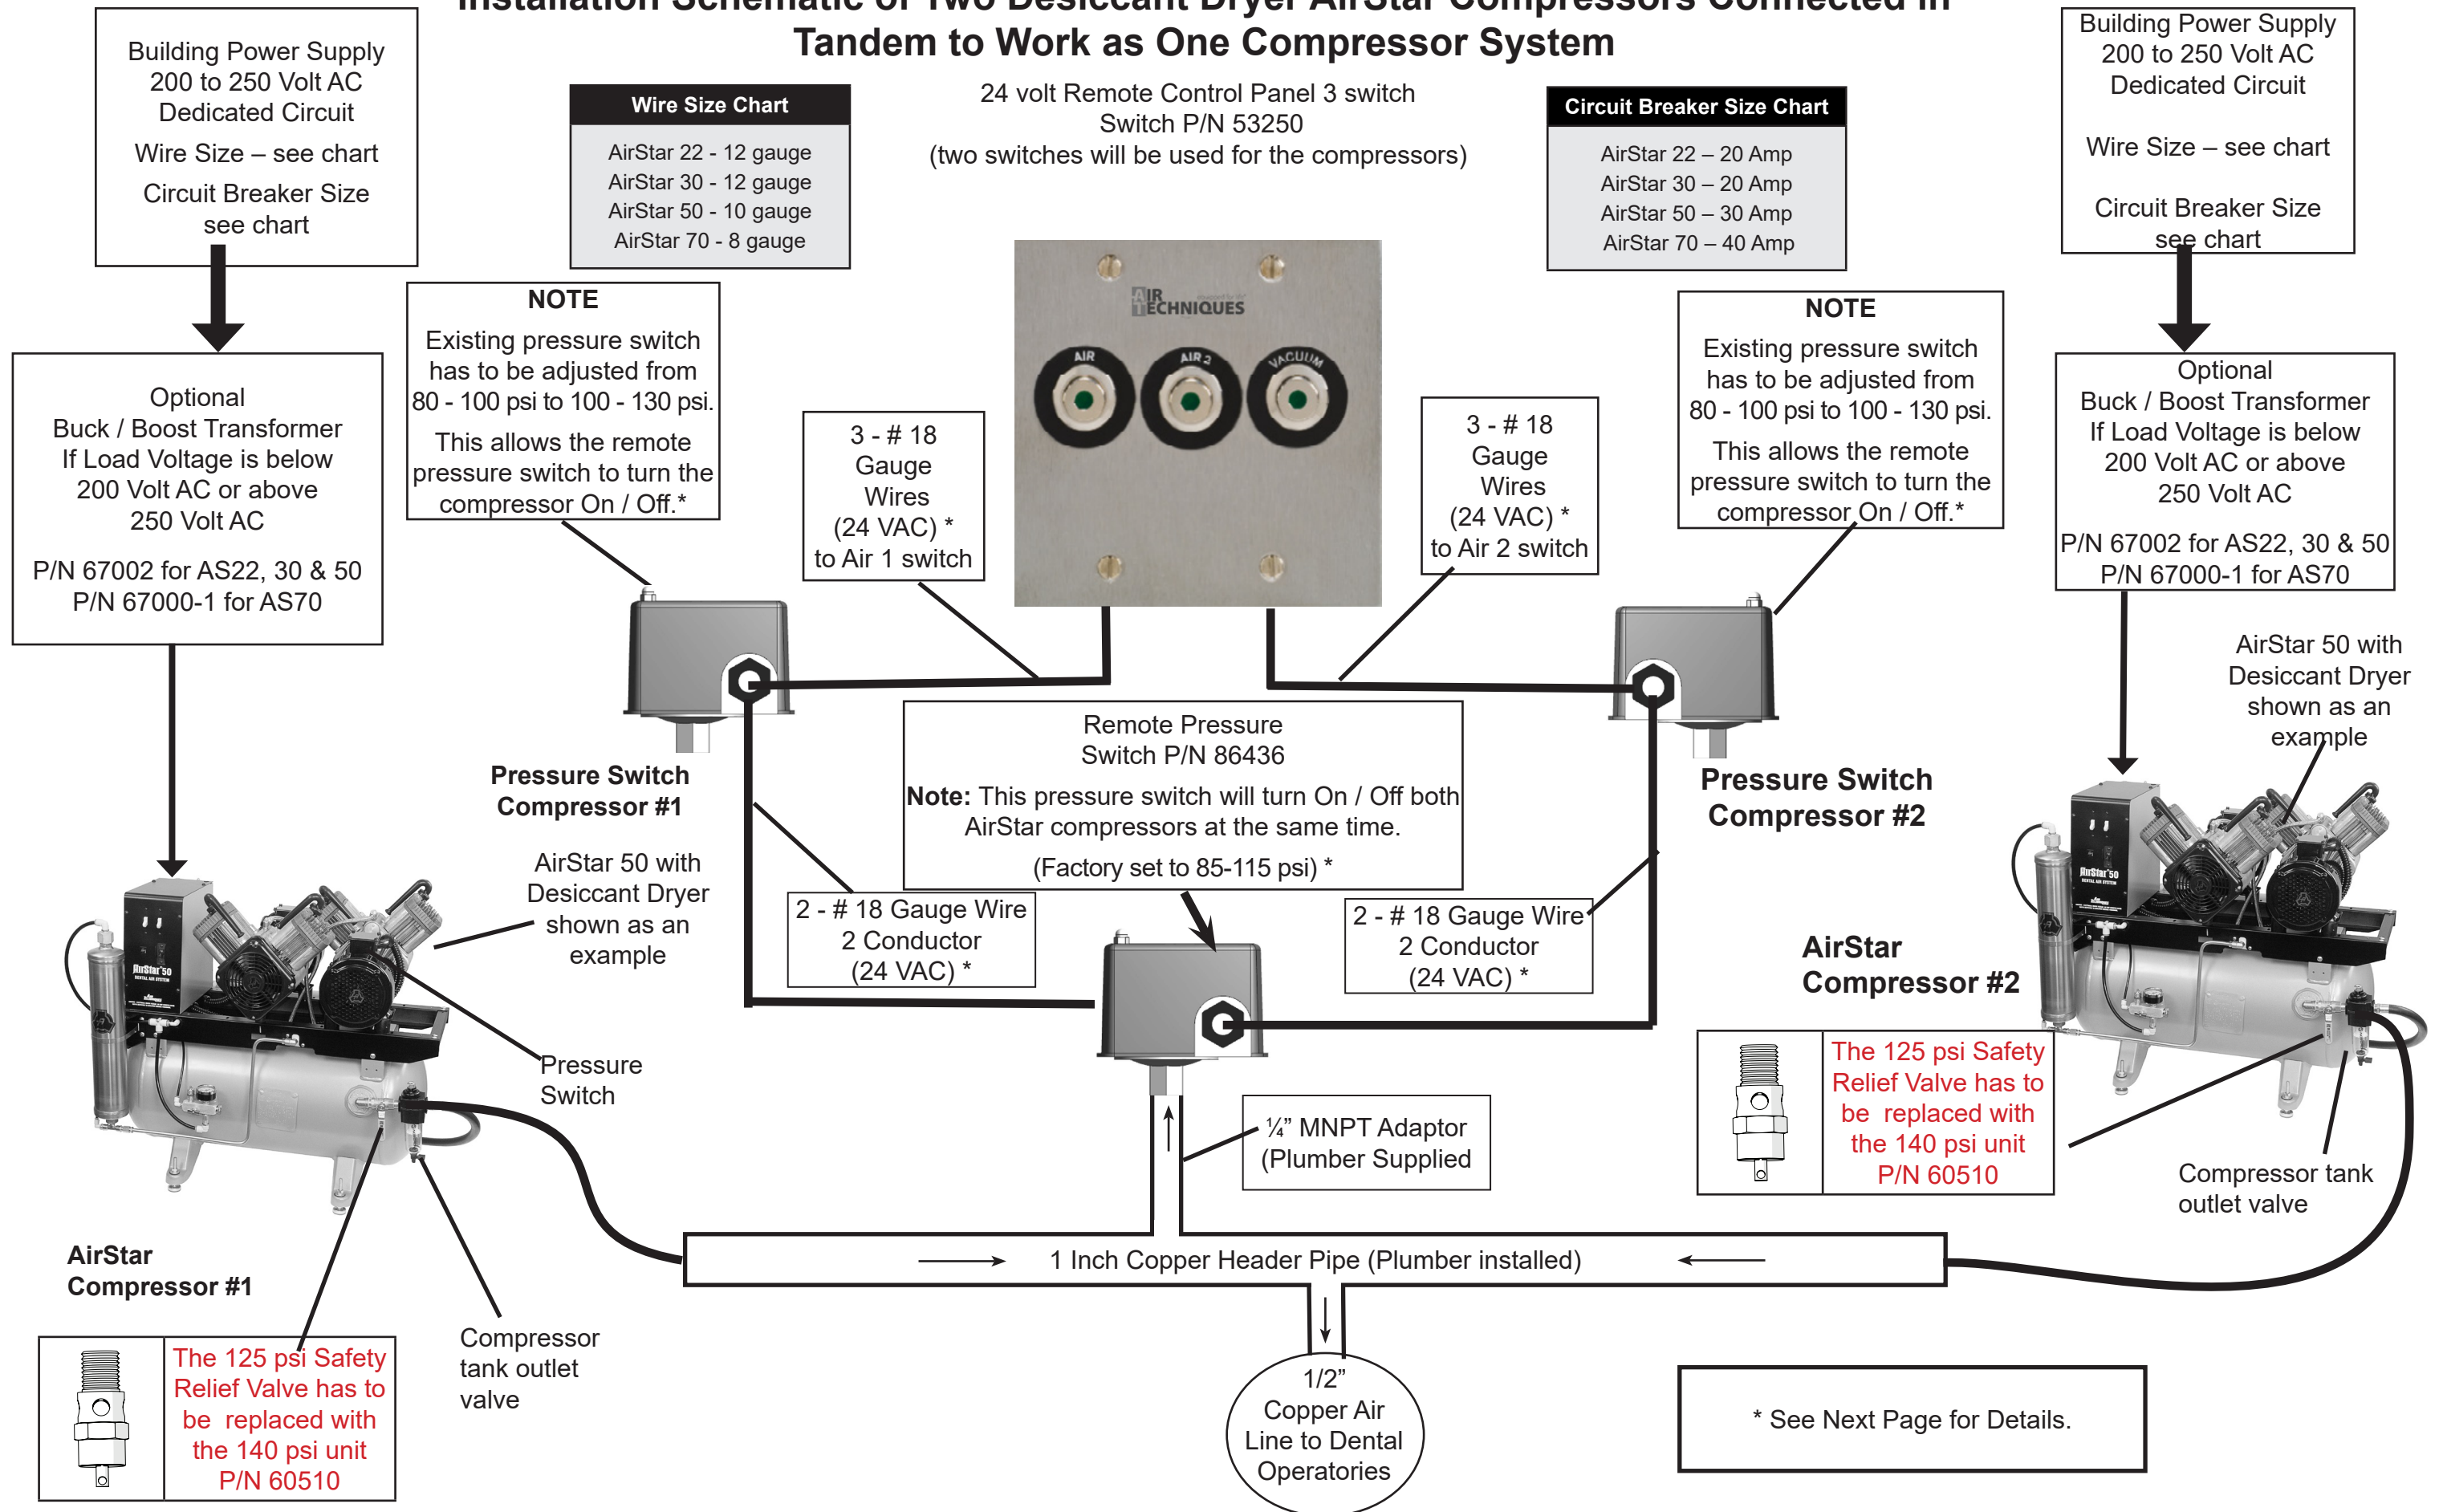 Installation Schematic of Two Desiccant Dryer AirStar Compressors Connected in
Tandem to Work as One Compressor System
Building Power Supply
200 to 250 Volt AC
Dedicated Circuit
Wire Size – see chart
Circuit Breaker Size
see chart
Wire Size Chart
AirStar 22 - 12 gauge
AirStar 30 - 12 gauge
AirStar 50 - 10 gauge
AirStar 70 - 8 gauge
24 volt Remote Control Panel 3 switch
Switch P/N 53250
(two switches will be used for the compressors)
Circuit Breaker Size Chart
AirStar 22 – 20 Amp
AirStar 30 – 20 Amp
AirStar 50 – 30 Amp
AirStar 70 – 40 Amp
Building Power Supply
200 to 250 Volt AC
Dedicated Circuit
Wire Size – see chart
Circuit Breaker Size
see chart
Optional
Buck / Boost Transformer
If Load Voltage is below
200 Volt AC or above
250 Volt AC
P/N 67002 for AS22, 30 & 50
P/N 67000-1 for AS70
NOTE
Existing pressure switch
has to be adjusted from
80 - 100 psi to 100 - 130 psi.
This allows the remote
pressure switch to turn the
compressor On / Off.*
3 - # 18
Gauge
Wires
(24 VAC) *
to Air 1 switch
AIR
TECHNIQUES
AIR
AIR 2
VACUUM
3 - # 18
Gauge
Wires
(24 VAC) *
to Air 2 switch
NOTE
Existing pressure switch
has to be adjusted from
80 - 100 psi to 100 - 130 psi.
This allows the remote
pressure switch to turn the
compressor On / Off.*
Optional
Buck / Boost Transformer
If Load Voltage is below
200 Volt AC or above
250 Volt AC
P/N 67002 for AS22, 30 & 50
P/N 67000-1 for AS70
Pressure Switch
Compressor #1
Remote Pressure
Switch P/N 86436
Note: This pressure switch will turn On / Off both
AirStar compressors at the same time.
(Factory set to 85-115 psi) *
Pressure Switch
Compressor #2
AirStar 50 with
Desiccant Dryer
shown as an
example
AirStar 50 with
Desiccant Dryer
shown as an
example
2 - # 18 Gauge Wire
2 Conductor
(24 VAC) *
2 - # 18 Gauge Wire
2 Conductor
(24 VAC) *
AirStar 50
DENTAL AIR SYSTEM
AirStar 50
DENTAL AIR SYSTEM
AirStar
Compressor #2
Pressure
Switch
The 125 psi Safety
Relief Valve has to
be replaced with
the 140 psi unit
P/N 60510
Compressor tank
outlet valve
¼” MNPT Adaptor
(Plumber Supplied
1 Inch Copper Header Pipe (Plumber installed)
AirStar
Compressor #1
The 125 psi Safety
Relief Valve has to
be replaced with
the 140 psi unit
P/N 60510
Compressor
tank outlet
valve
1/2”
Copper Air
Line to Dental
Operatories
* See Next Page for Details.